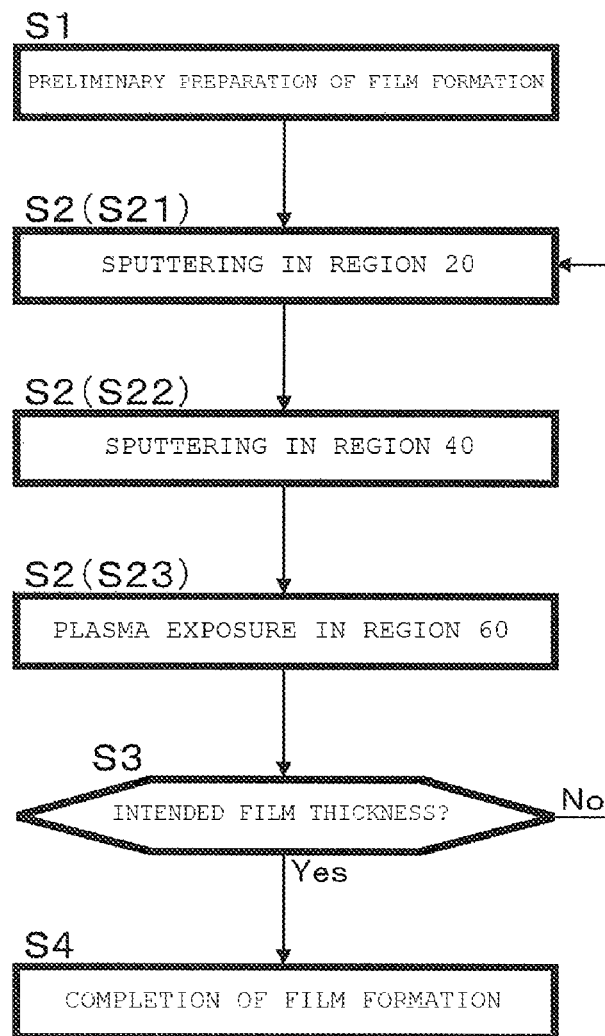 S1
PRELIMINARY PREPARATION OF FILM FORMATION
S2(S21)
SPUTTERING IN REGION 20
S2(S22)
SPUTTERING IN REGION 40
S2(S23)
PLASMA EXPOSURE IN REGION 60
S3
INTENDED FILM THICKNESS?
No
Yes
S4
COMPLETION OF FILM FORMATION